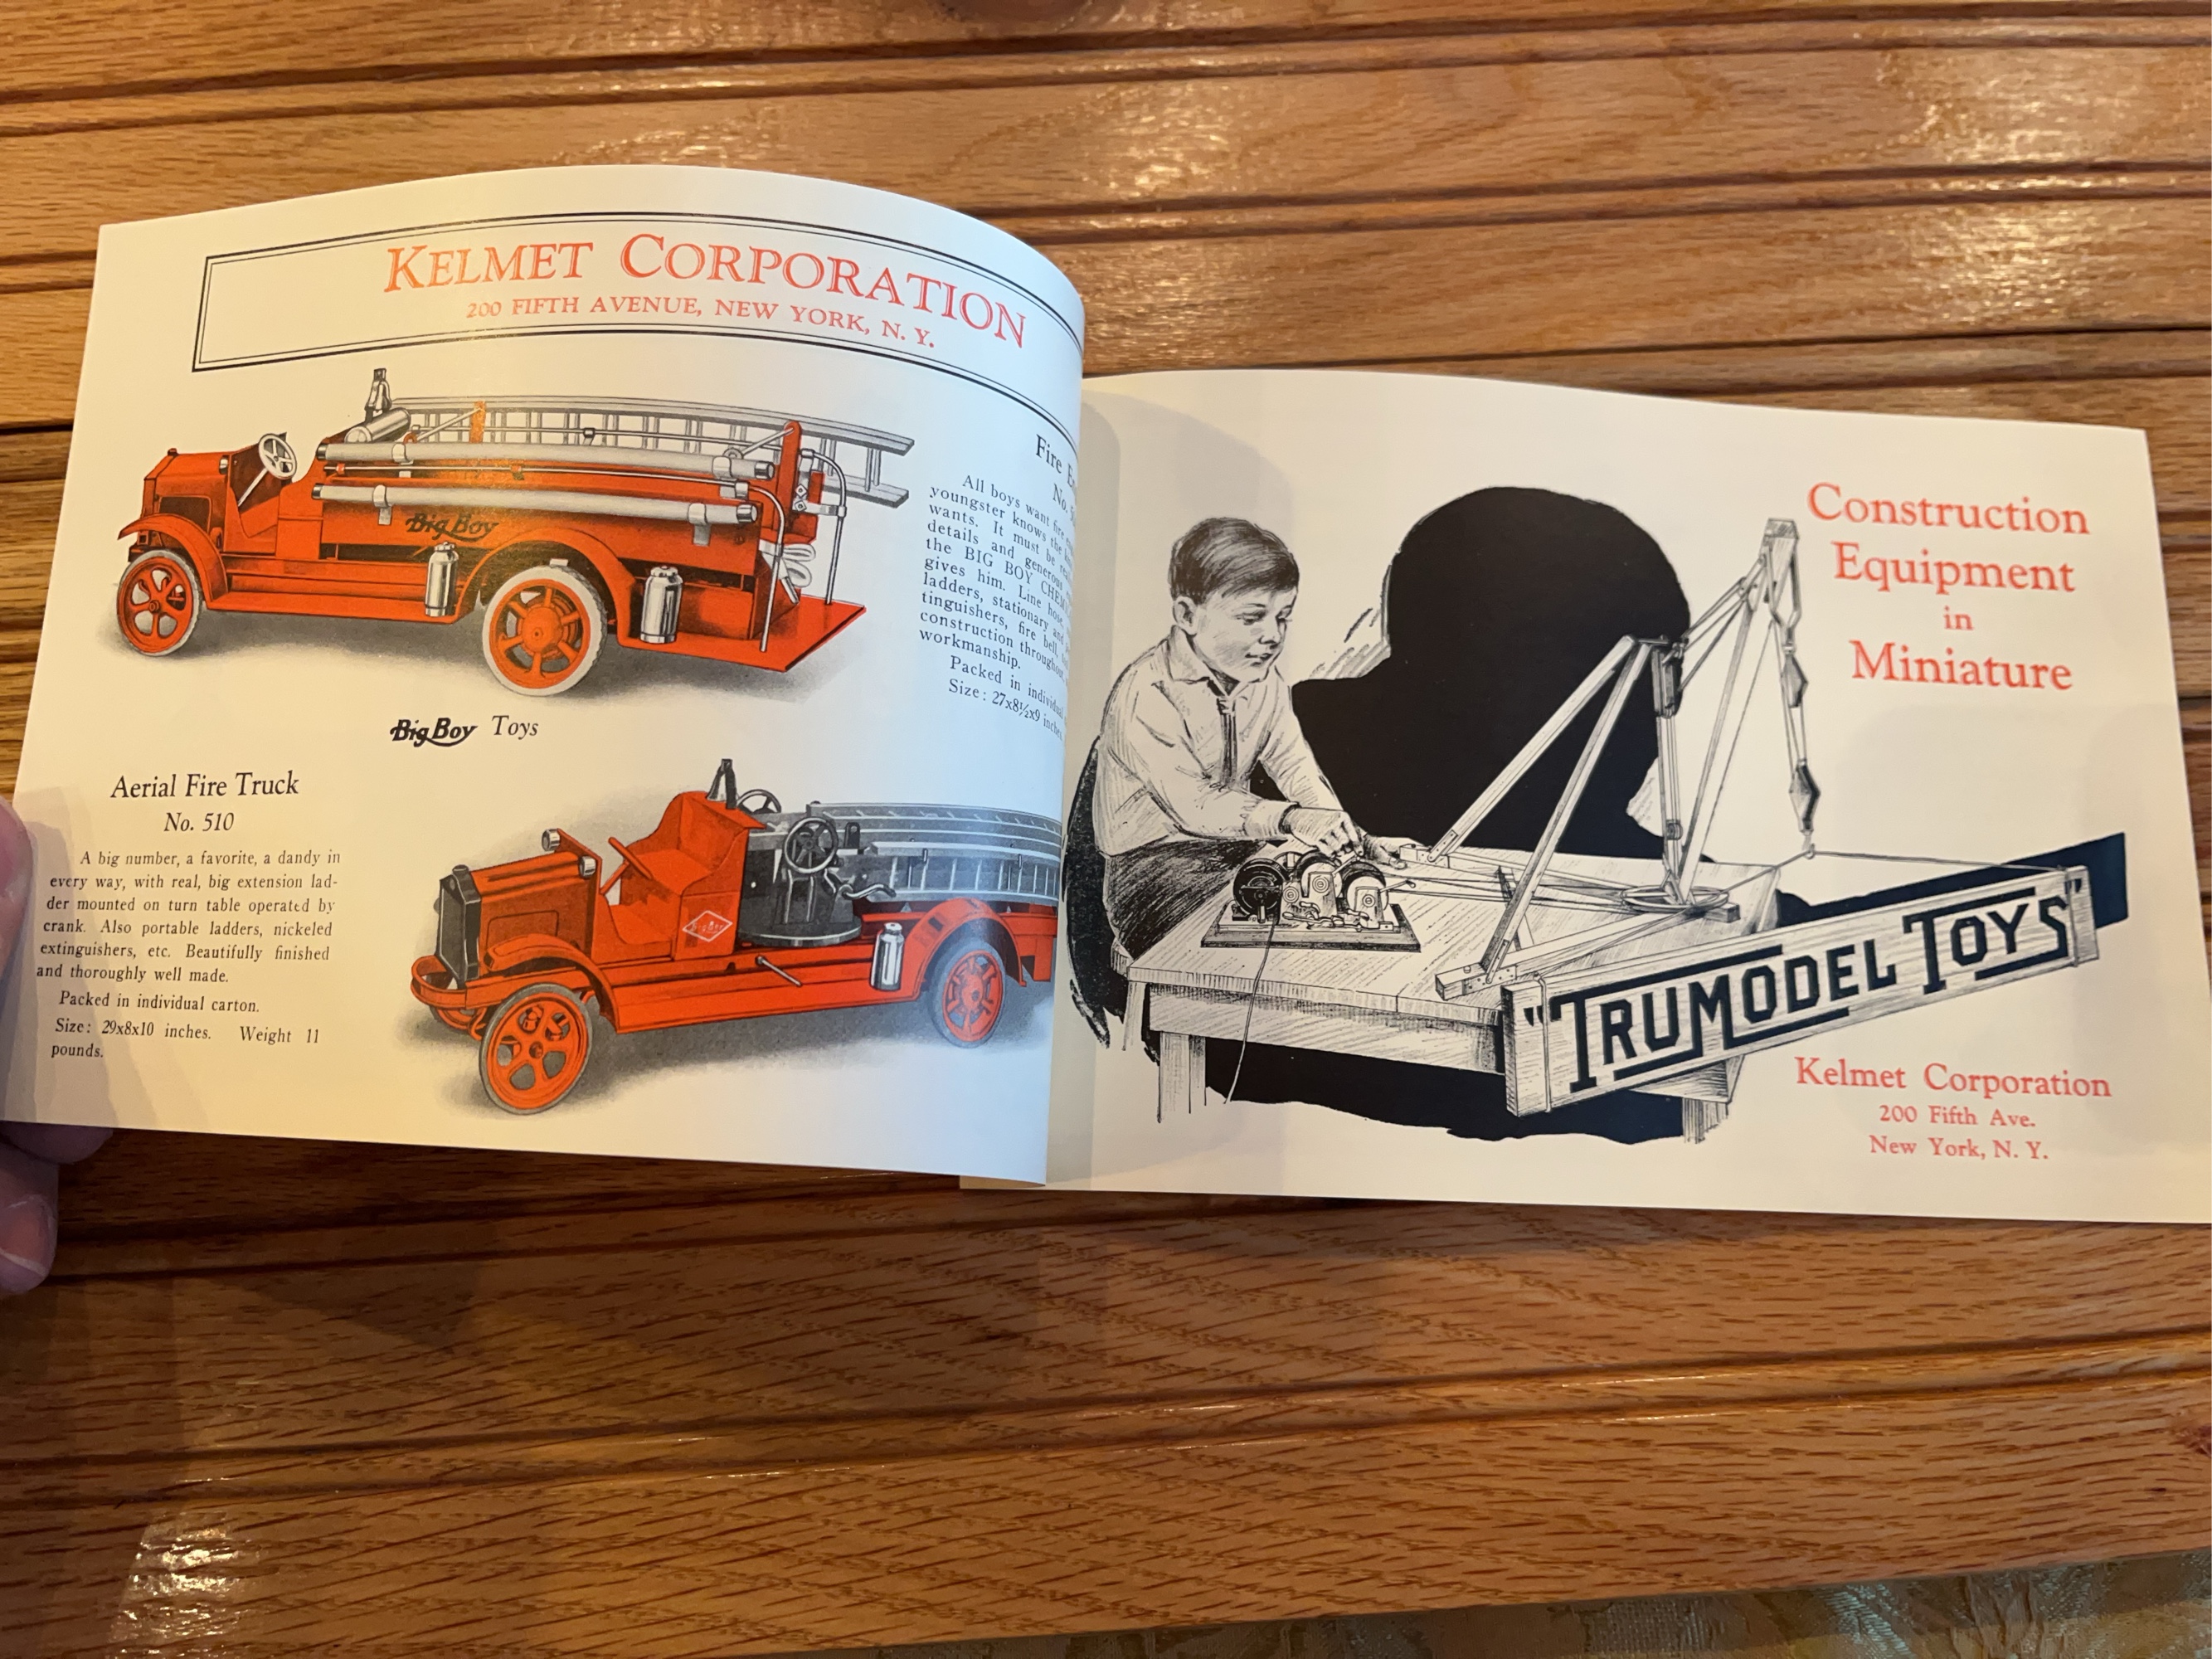 KELMET CORPORATION
200 FIFTH AVENUE, NEW YORK, N. Y.
Big Boy
Fire
No.
All boys want fire
youngster knows the
wants. It must be
details and generous
the BIG BOY
gives him. Line hose,
ladders, stationary and
tinguishers, fire bell,
construction throughout,
workmanship.
Packed in individual
Size: 27x8½x9 inches.
Big Boy Toys
Aerial Fire Truck
No. 510
A big number, a favorite, a dandy in
every way, with real, big extension lad-
der mounted on turn table operated by
crank. Also portable ladders, nickeled
extinguishers, etc. Beautifully finished
and thoroughly well made.
Packed in individual carton.
Size: 29x8x10 inches. Weight 11
pounds.
Construction
Equipment
in
Miniature
"TRUMODEL TOYS"
Kelmet Corporation
200 Fifth Ave.
New York, N. Y.